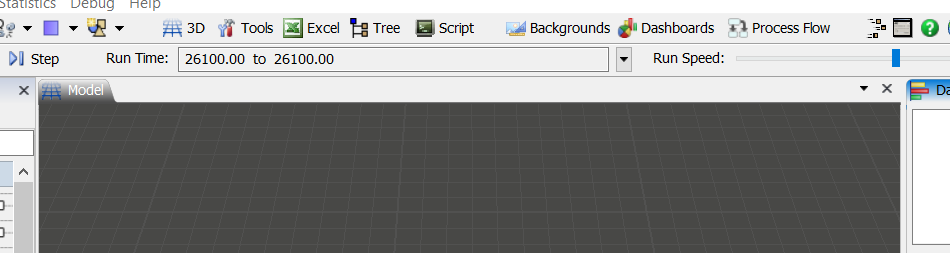 Statistics Debug Help
3D Tools Excel Tree Script Backgrounds Dashboards Process Flow
Step Run Time: 26100.00 to 26100.00 Run Speed:
Model